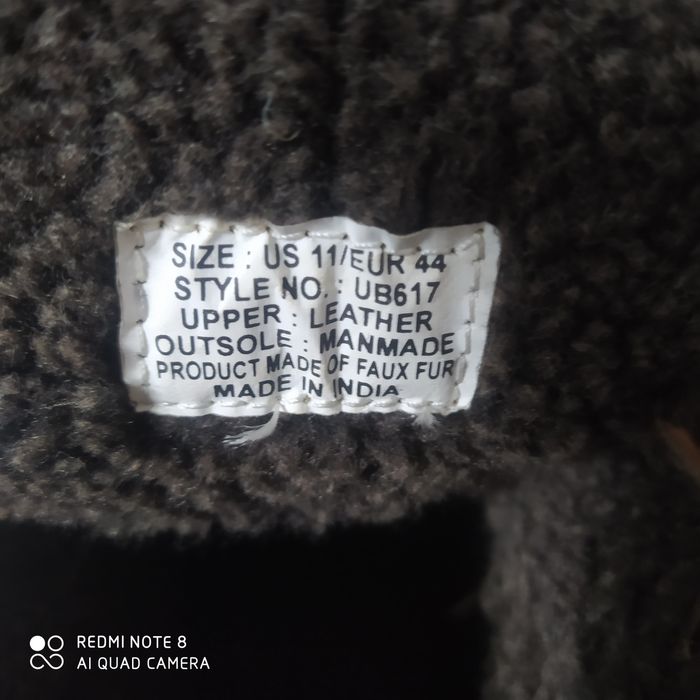 SIZE : US 11/EUR 44
STYLE NO. : UB617
UPPER : LEATHER
OUTSOLE : MANMADE
PRODUCT MADE OF FAUX FUR
MADE IN INDIA
REDMI NOTE 8
AI QUAD CAMERA